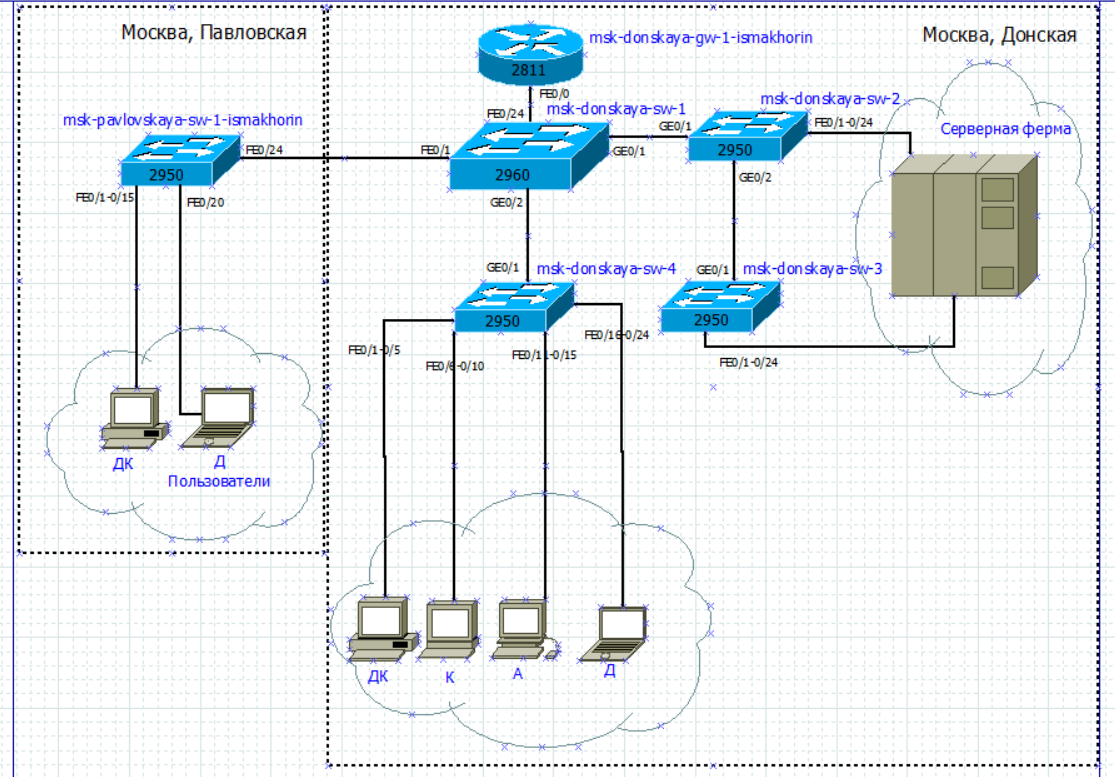 Москва, Павловская
Москва, Донская
msk-donskaya-gw-1-ismakhorin
2811
FE0/0
FE0/24
msk-donskaya-sw-1
msk-donskaya-sw-2
msk-pavlovskaya-sw-1-ismakhorin
GE0/1
FE0/1-0/24
Серверная ферма
FE0/24
FE0/1
GE0/1
2950
2950
2960
GE0/2
FE0/1-0/15
FE0/20
GE0/2
GE0/1
msk-donskaya-sw-4
GE0/1
msk-donskaya-sw-3
2950
2950
FE0/1-0/5
FE0/6-0/10
FE0/11-0/15
FE0/16-0/24
FE0/1-0/24
ДК
Д
Пользователи
ДК
К
А
Д